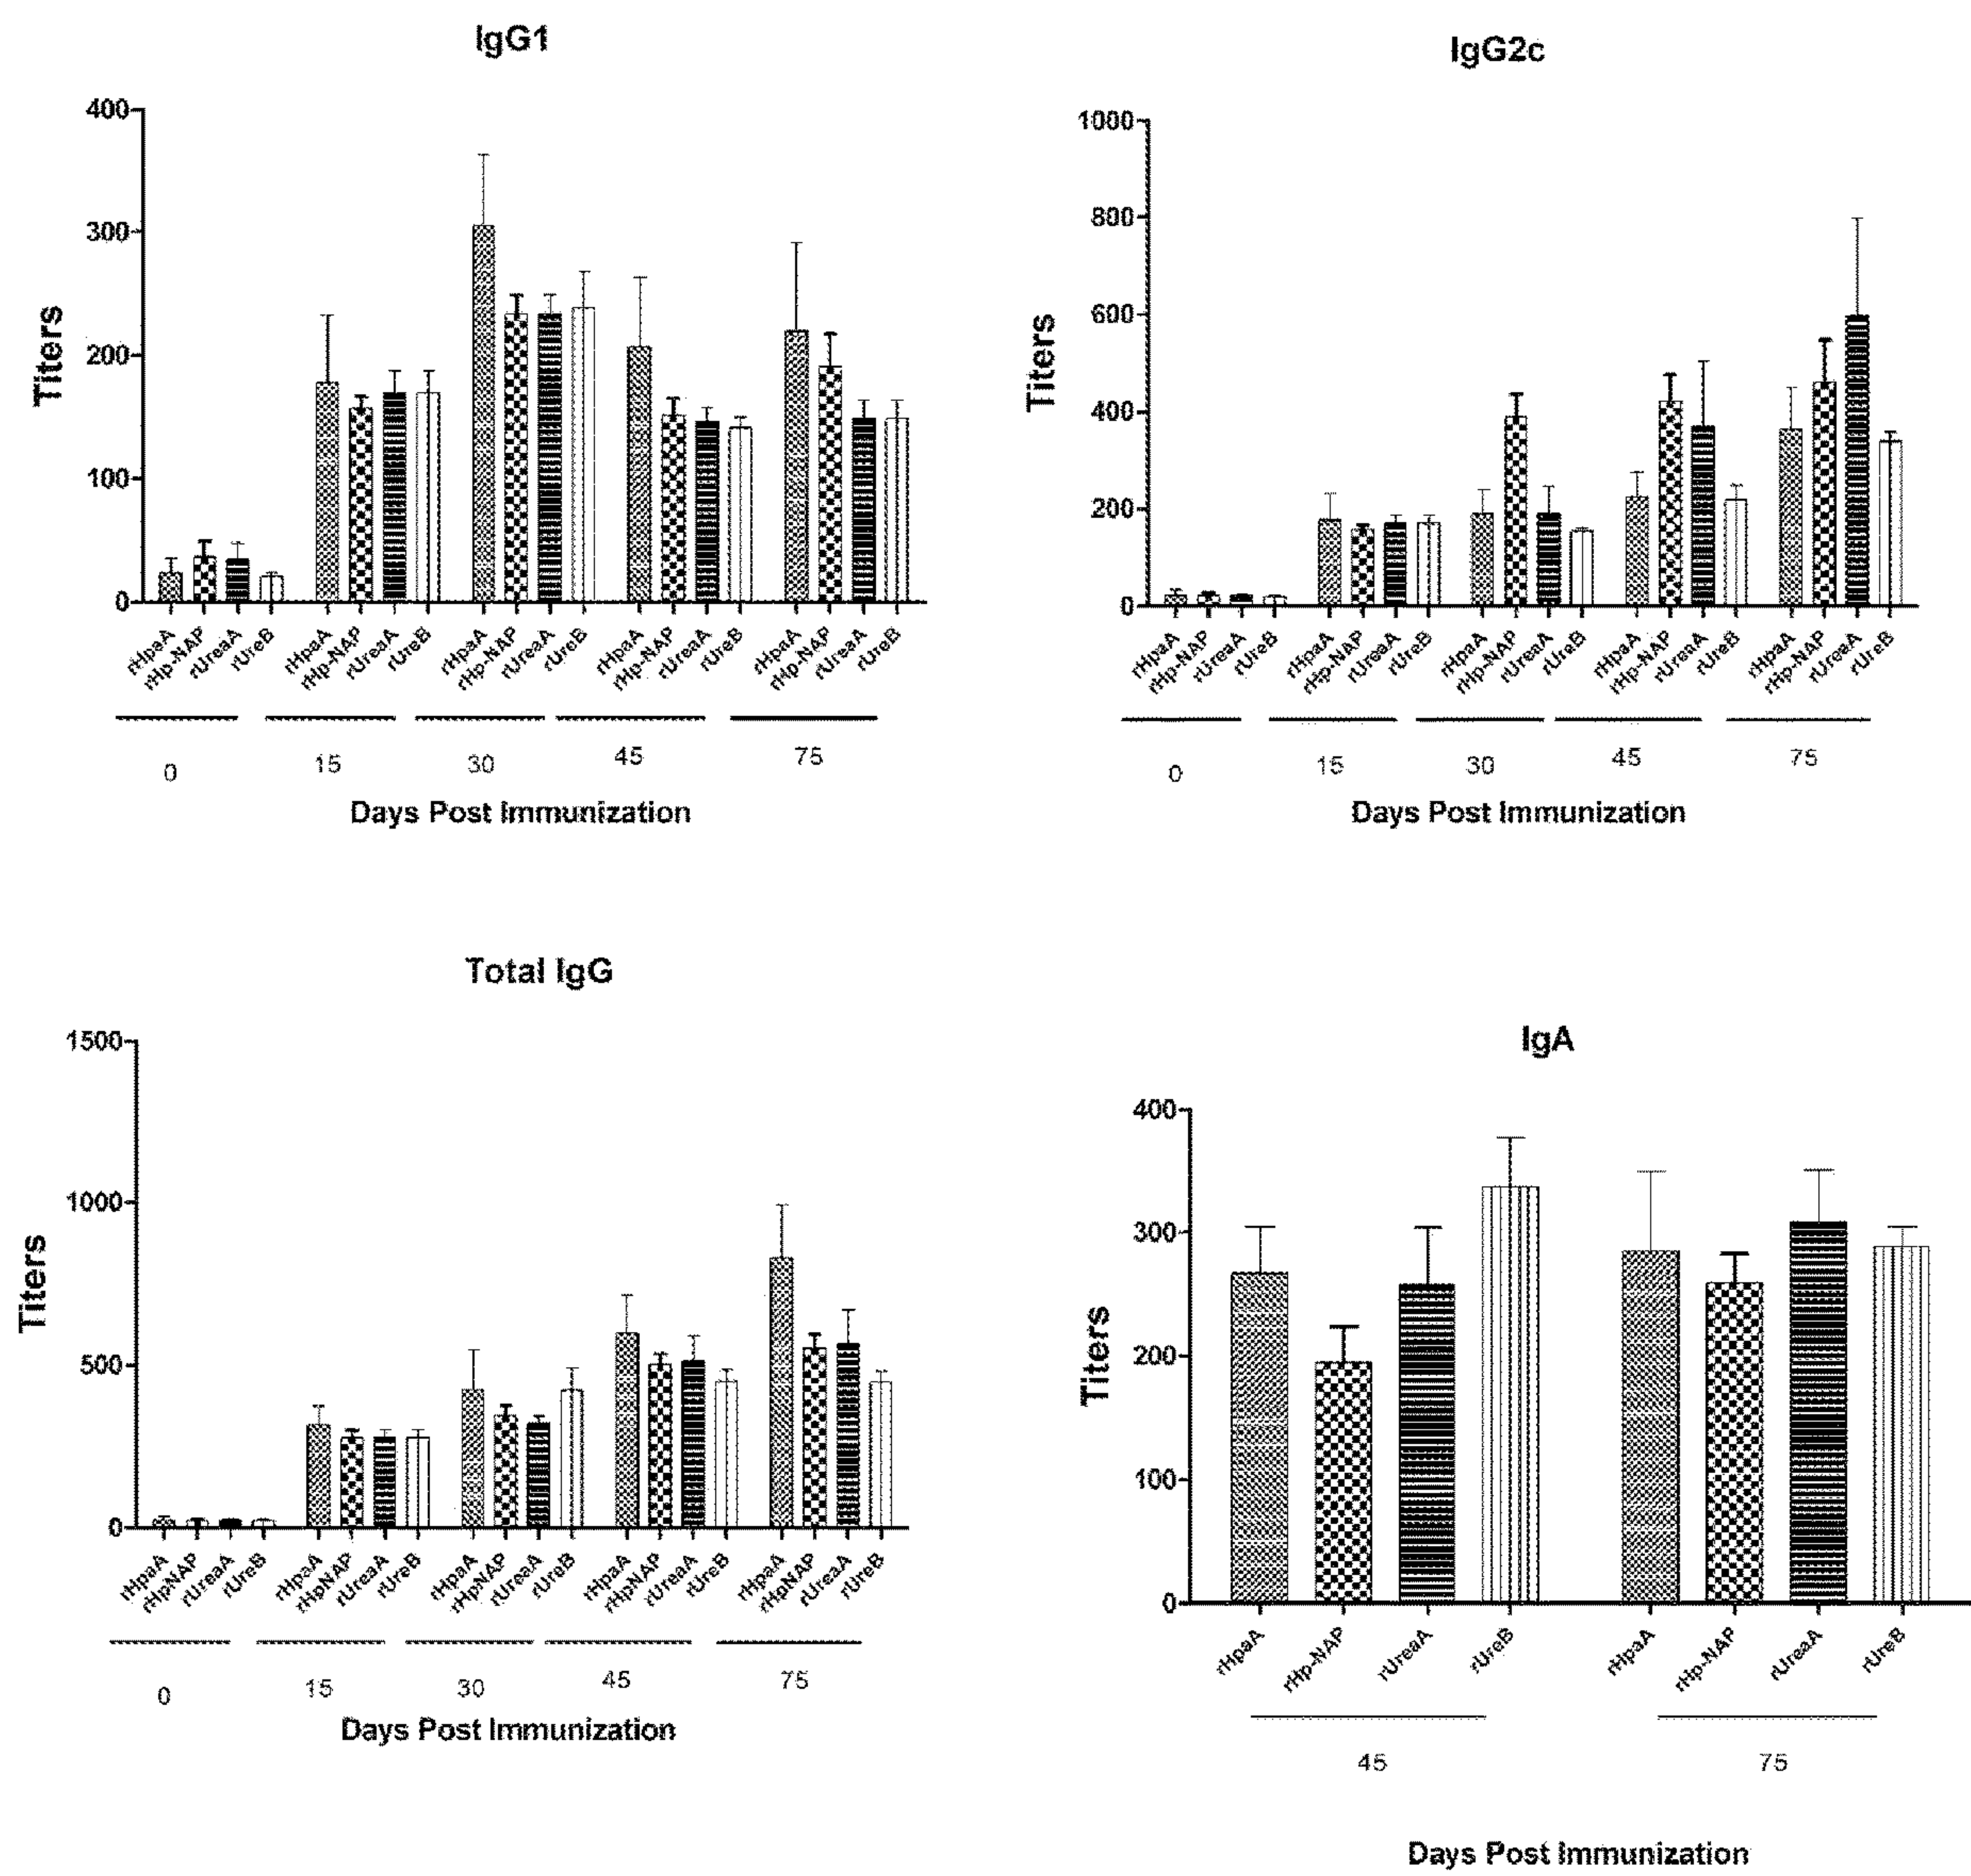 IgG1
400
300
200
100
0
Titers
rHpaA rHp-NAP rUreaA rUreB rHpaA rHp-NAP rUreaA rUreB rHpaA rHp-NAP rUreaA rUreB rHpaA rHp-NAP rUreaA rUreB rHpaA rHp-NAP rUreaA rUreB
0 15 30 45 75
Days Post Immunization
IgG2c
1000
800
600
400
200
0
Titers
rHpaA rHp-NAP rUreaA rUreB rHpaA rHp-NAP rUreaA rUreB rHpaA rHp-NAP rUreaA rUreB rHpaA rHp-NAP rUreaA rUreB rHpaA rHp-NAP rUreaA rUreB
0 15 30 45 75
Days Post Immunization
Total IgG
1500
1000
500
0
Titers
rHpaA rHpNAP rUreaA rUreB rHpaA rHpNAP rUreaA rUreB rHpaA rHpNAP rUreaA rUreB rHpaA rHpNAP rUreaA rUreB rHpaA rHpNAP rUreaA rUreB
0 15 30 45 75
Days Post Immunization
IgA
400
300
200
100
0
Titers
rHpaA rHp-NAP rUreaA rUreB rHpaA rHp-NAP rUreaA rUreB
45 75
Days Post Immunization